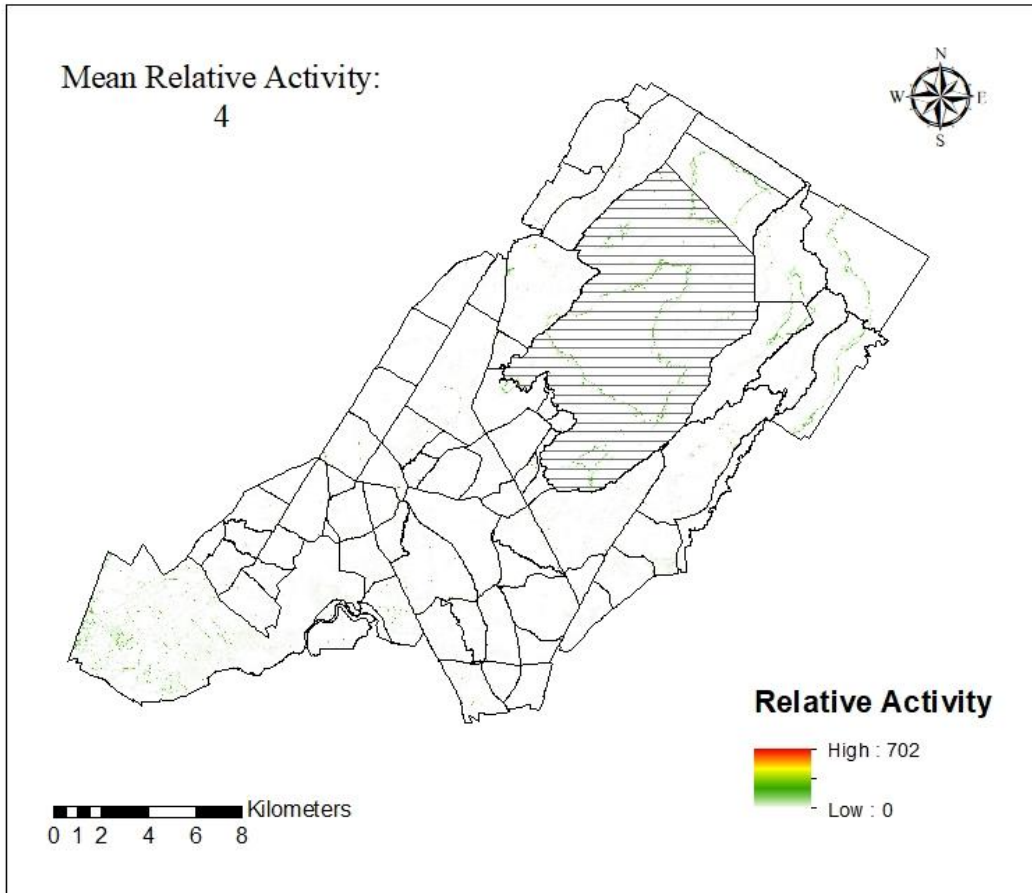 Mean Relative Activity:
4
N
W E
S
Relative Activity
High : 702
Low : 0
Kilometers
0 1 2 4 6 8